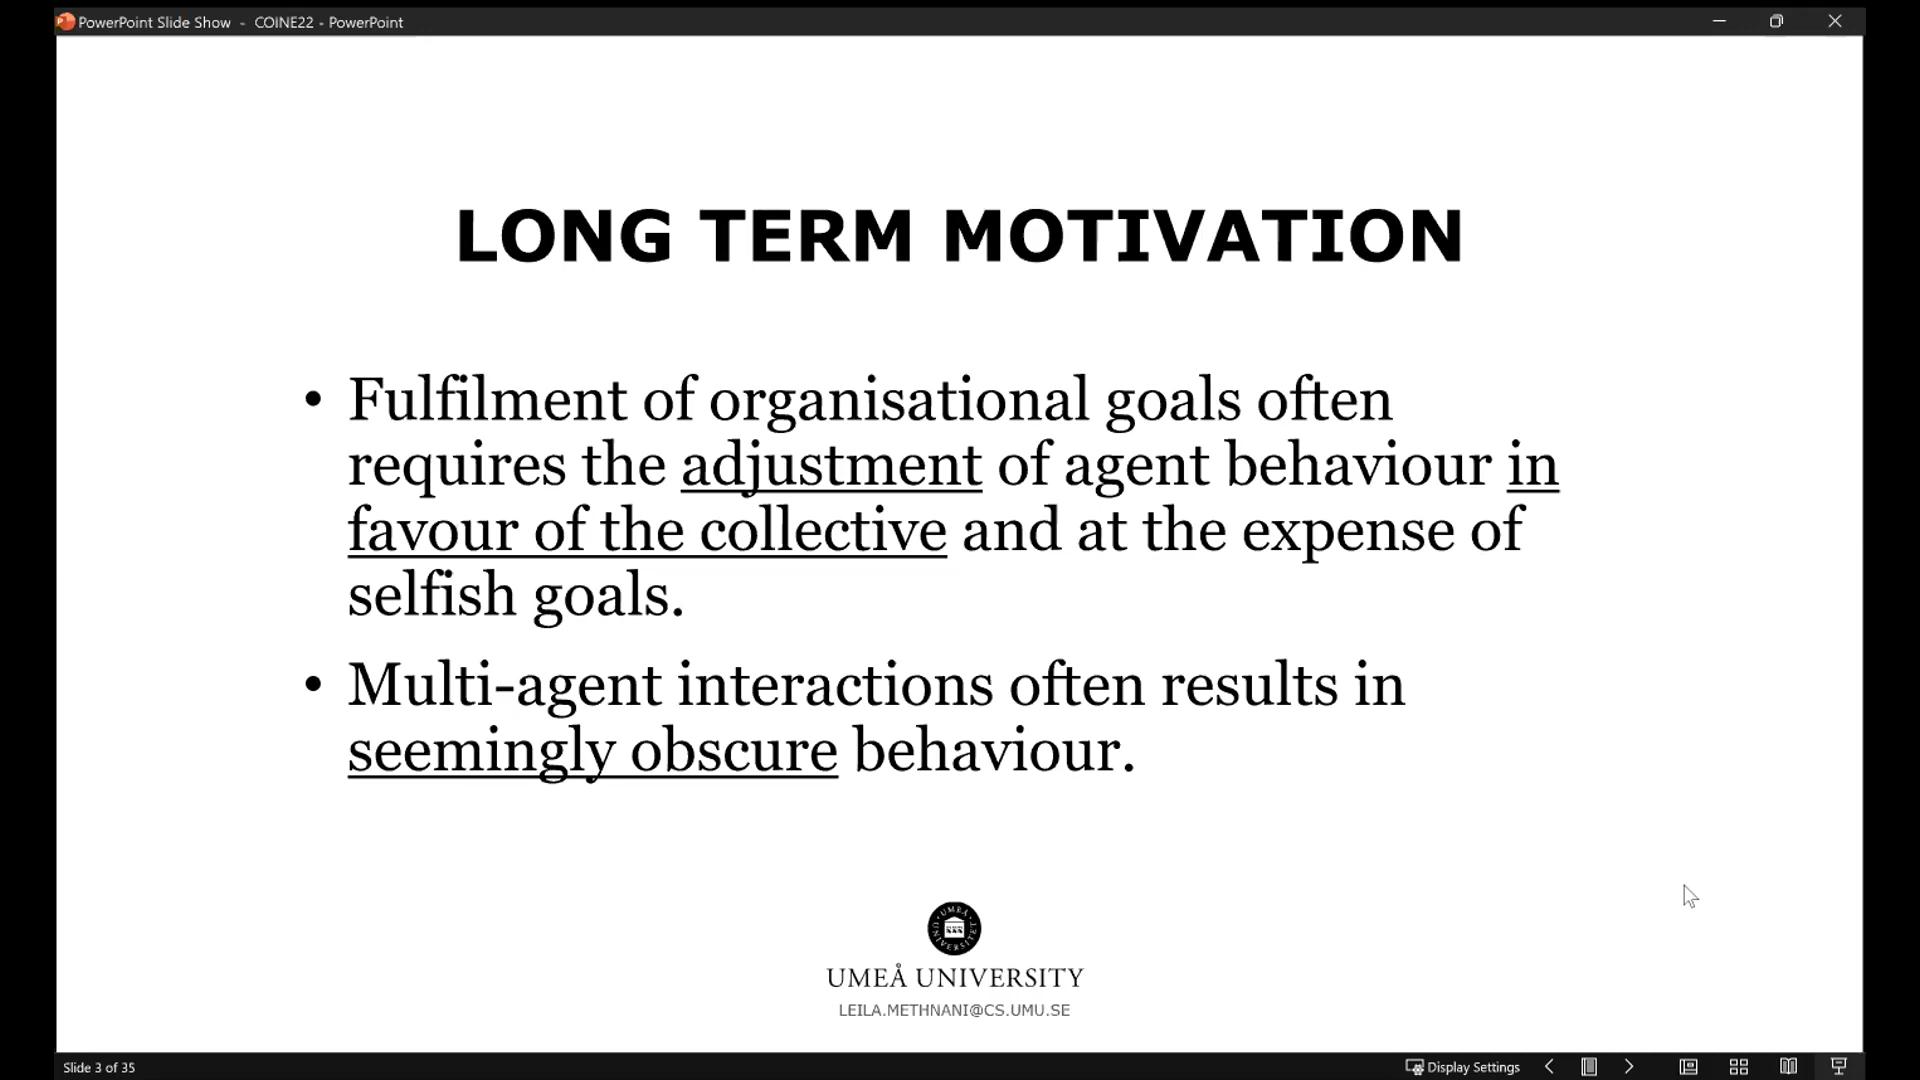 PowerPoint Slide Show - COINE22 - PowerPoint
LONG TERM MOTIVATION
• Fulfilment of organisational goals often
requires the adjustment of agent behaviour in
favour of the collective and at the expense of
selfish goals.
• Multi-agent interactions often results in
seemingly obscure behaviour.
UMEÅ UNIVERSITET
UMEÅ UNIVERSITY
LEILA.METHNANI@CS.UMU.SE
Slide 3 of 35
Display Settings